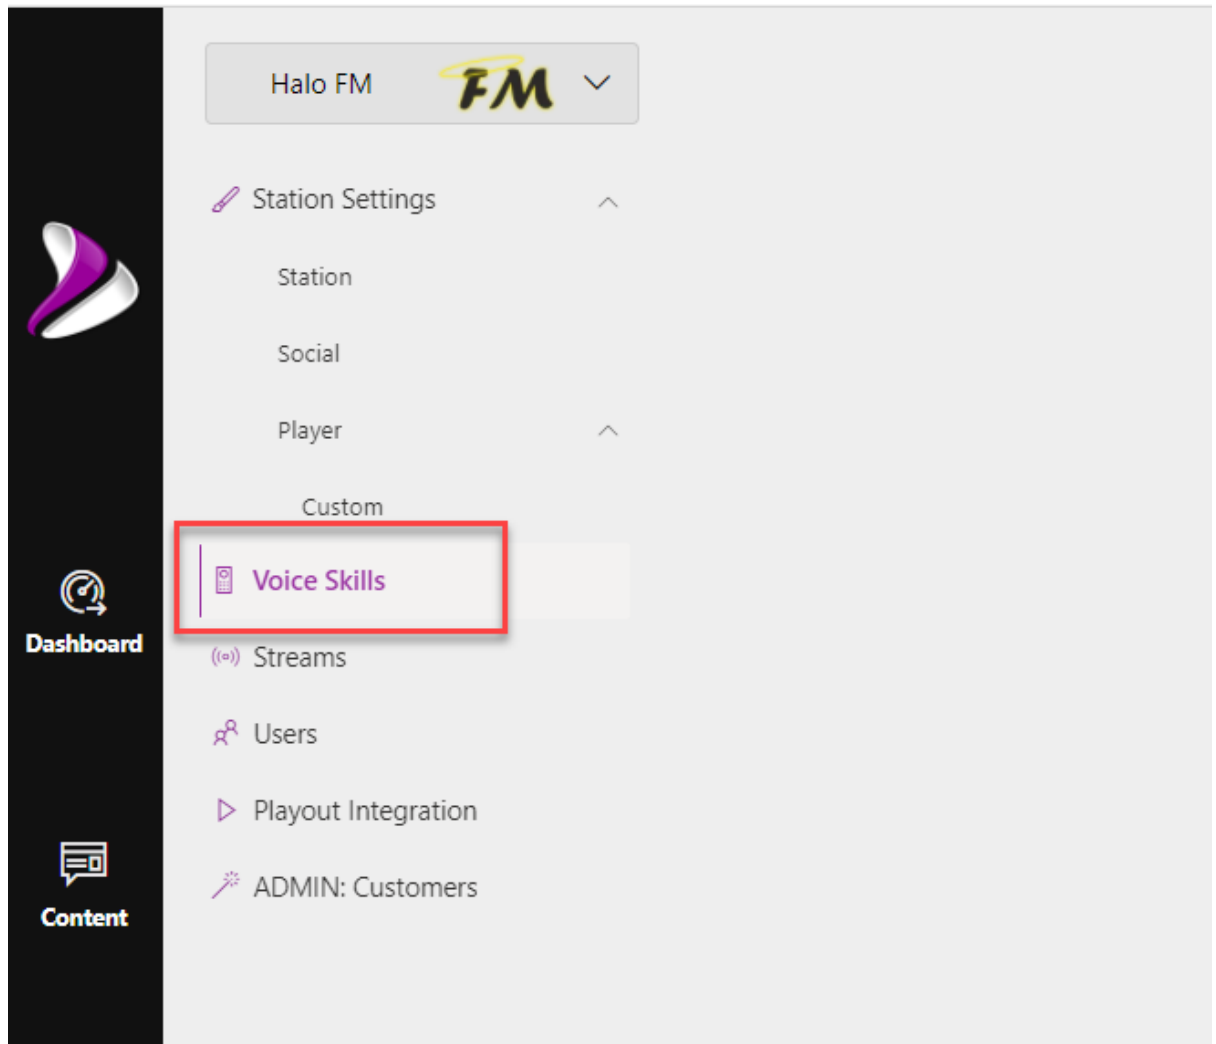 Halo FM
FM
Station Settings
Station
Social
Player
Custom
Voice Skills
Streams
Users
Playout Integration
ADMIN: Customers
Dashboard
Content